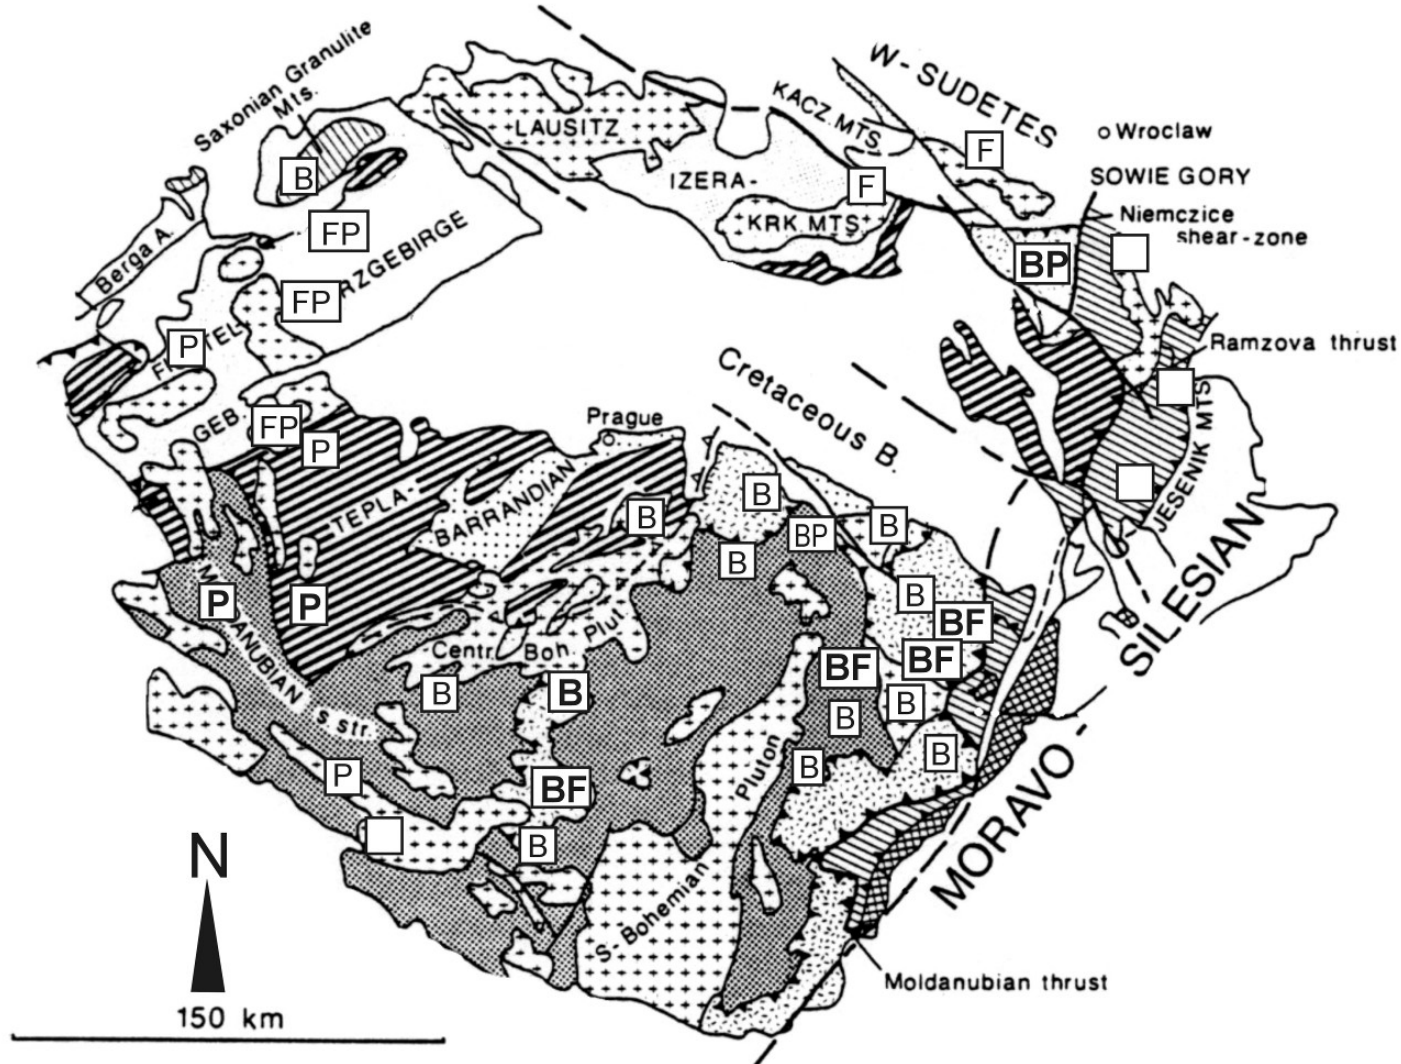 W-SUDETES
Saxonian Granulite
Mts.
KACZ. MTS.
LAUSITZ
Wroclaw
F
B
IZERA-
F
SOWIE GORY
KRK MTS.
Niemczice
shear-zone
FP
Berga A.
BP
FP
RZGEBIRGE
P
Ramzova thrust
Cretaceous B.
GEB
FP
P
Prague
JESENIK MTS
TEPLA-
BARRANDIAN
B
B
BP
B
B
B
P
P
BF
SILESIAN
Centr. Boh. Plut.
BF
BF
B
B
B
B
s str.
B
B
Pluton
P
BF
MORAVO-
B
N
S-Bohemian
Moldanubian thrust
150 km